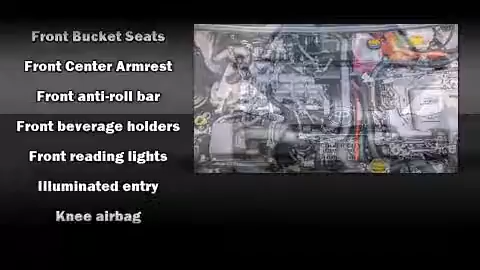 Front Bucket Seats
Front Center Armrest
Front anti-roll bar
Front beverage holders
Front reading lights
Illuminated entry
Knee airbag